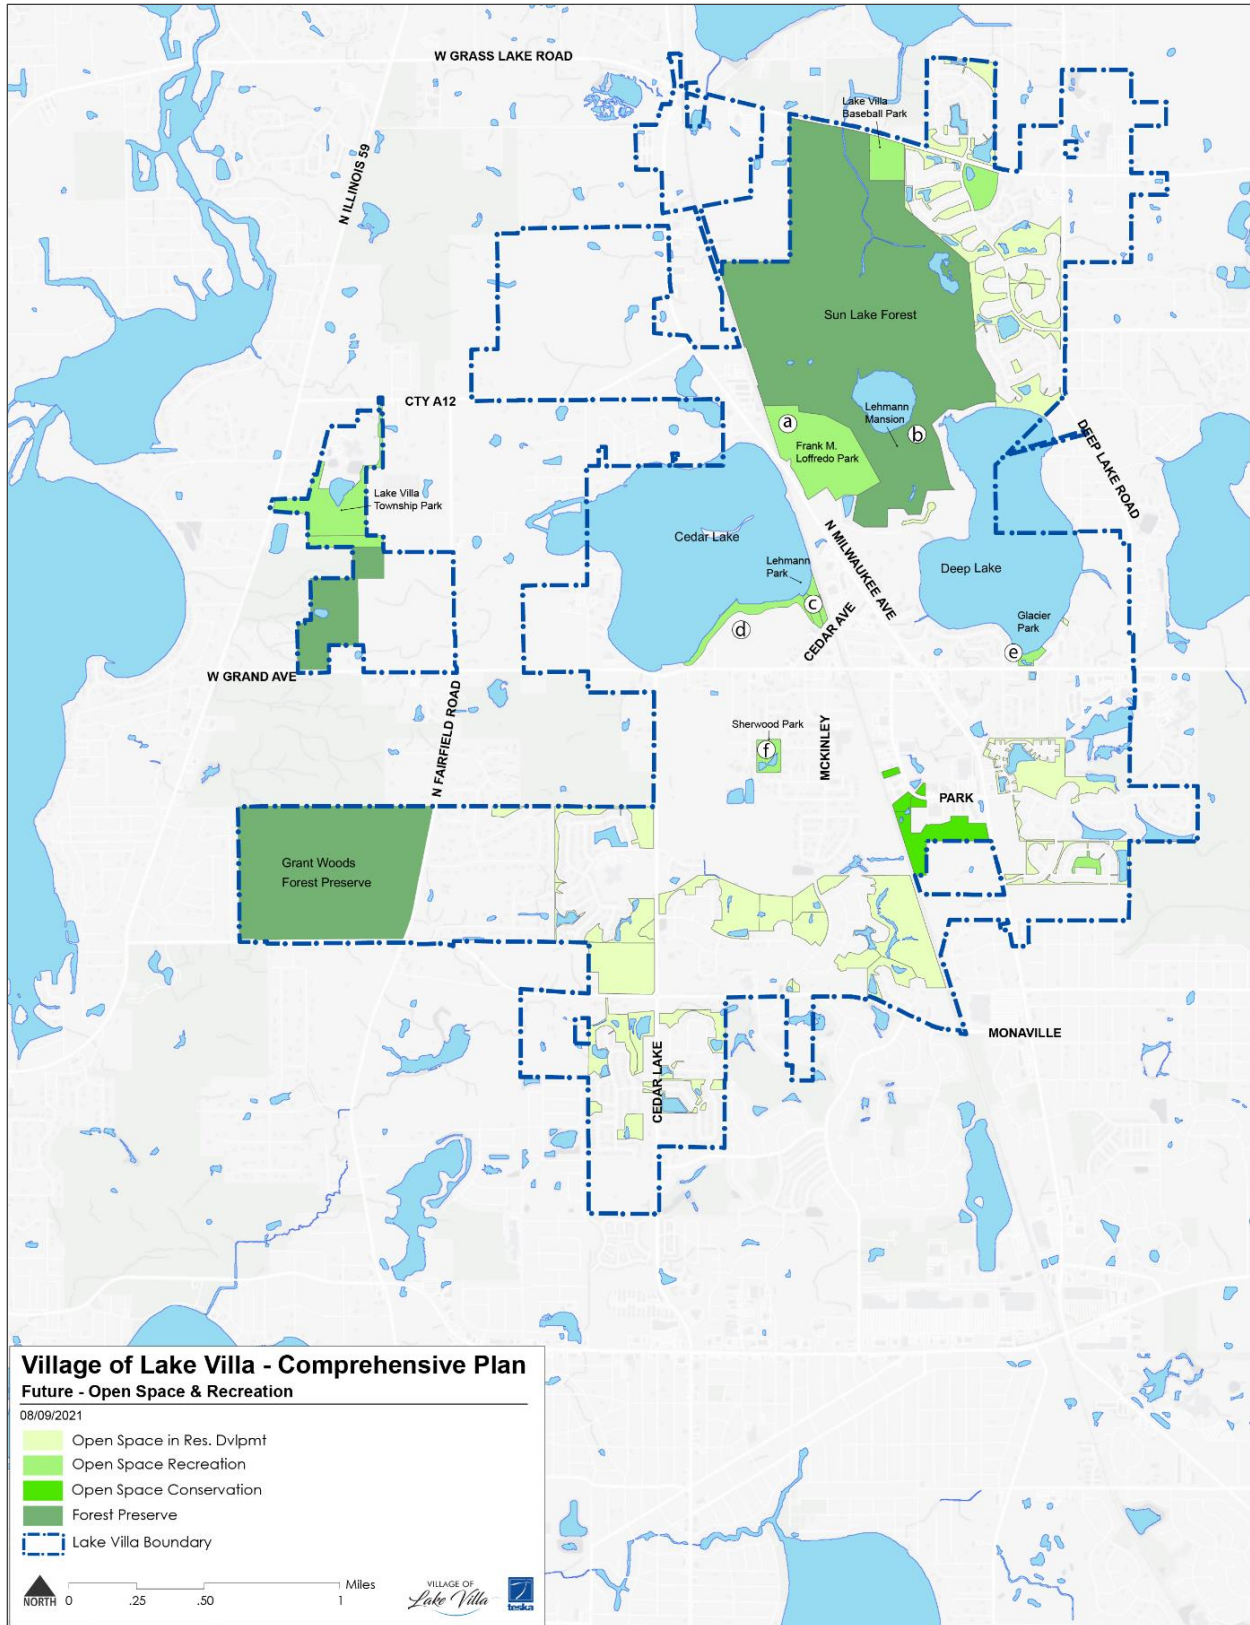 W GRASS LAKE ROAD
Lake Villa
Baseball Park
N ILLINOIS 59
Sun Lake Forest
CTY A12
Lehmann
Mansion
a
b
Frank M.
Loffredo Park
DEEP LAKE ROAD
Lake Villa
Township Park
Cedar Lake
N MILWAUKEE AVE
Lehmann
Park
Deep Lake
c
d
CEDAR AVE
Glacier
Park
e
W GRAND AVE
N FAIRFIELD ROAD
Sherwood Park
f
MCKINLEY
PARK
Grant Woods
Forest Preserve
MONAVILLE
CEDAR LAKE
Village of Lake Villa - Comprehensive Plan
Future - Open Space & Recreation
08/09/2021
Open Space in Res. Dvlpmt
Open Space Recreation
Open Space Conservation
Forest Preserve
Lake Villa Boundary
NORTH
0 .25 .50 1 Miles
VILLAGE OF
Lake Villa
teska